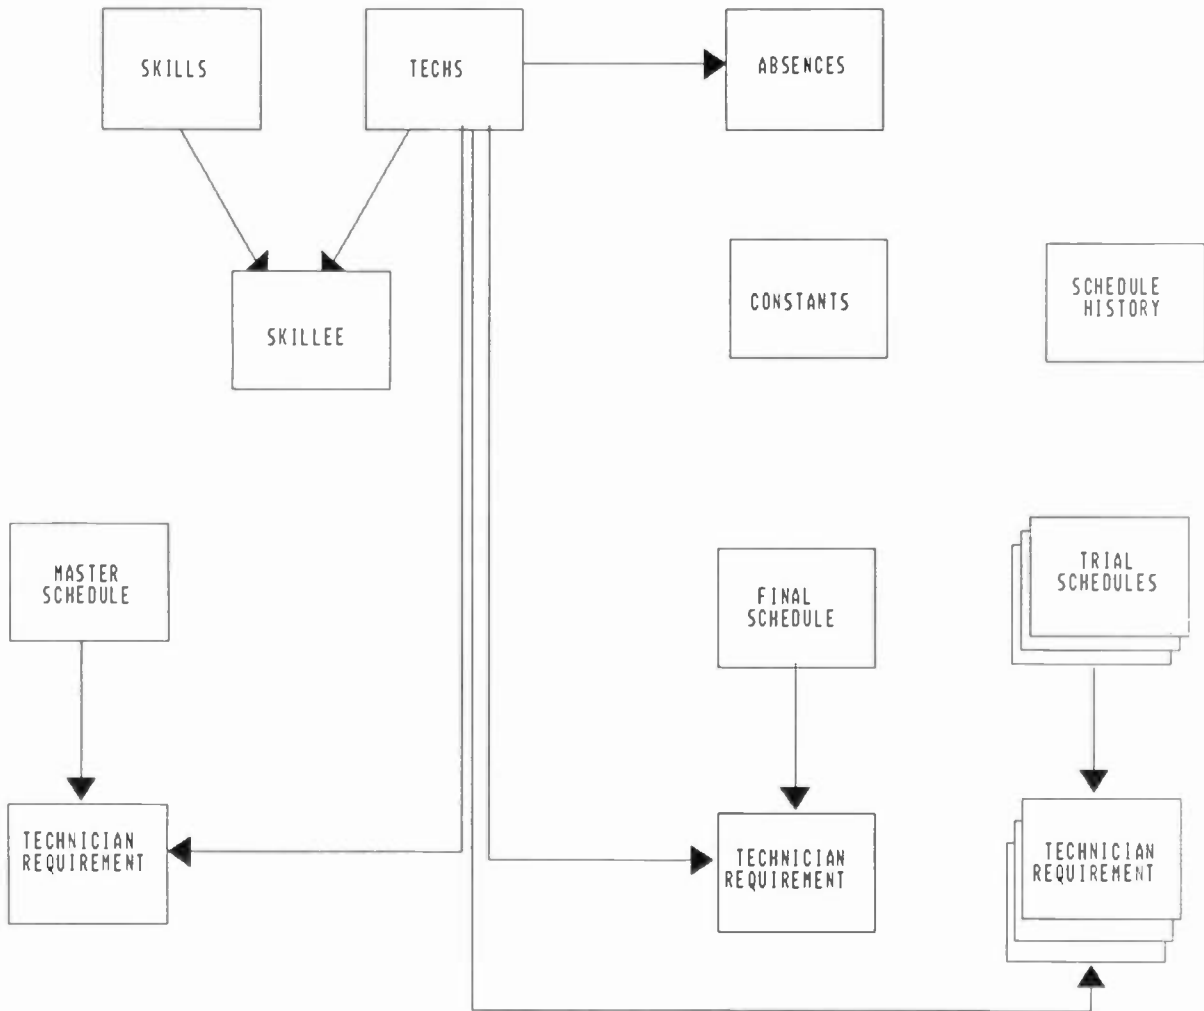 SKILLS
TECHS
ABSENCES
SKILLEE
CONSTANTS
SCHEDULE
HISTORY
MASTER
SCHEDULE
FINAL
SCHEDULE
TRIAL
SCHEDULES
TECHNICIAN
REQUIREMENT
TECHNICIAN
REQUIREMENT
TECHNICIAN
REQUIREMENT